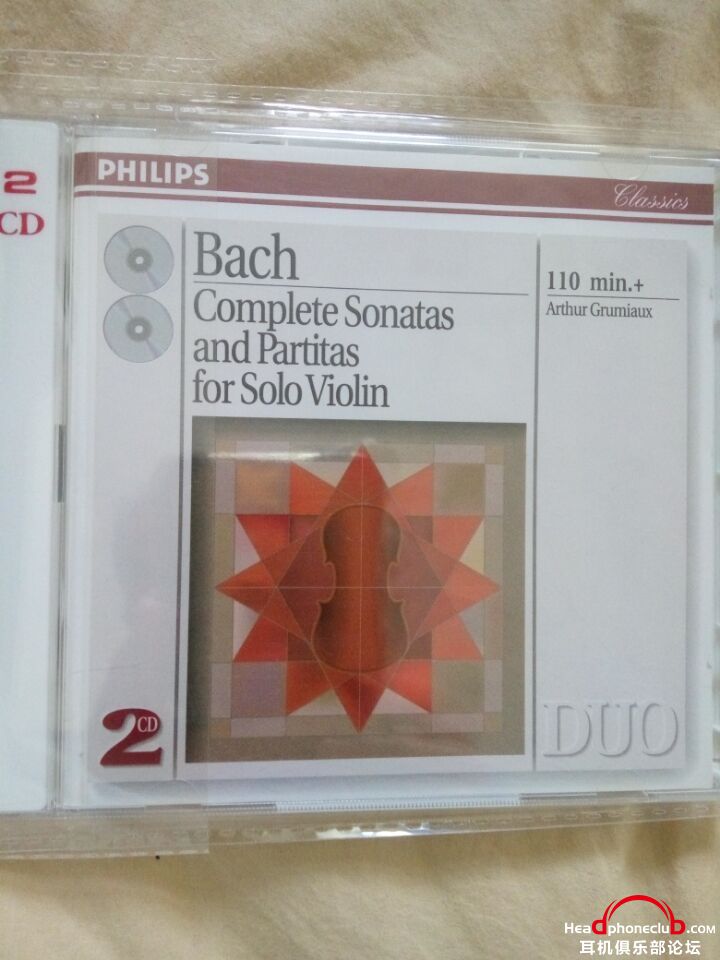 2
CD
PHILIPS
Classics
Bach
Complete Sonatas
and Partitas
for Solo Violin
110 min.+
Arthur Grumiaux
2CD
DUO
Headphoneclub.com
耳机俱乐部论坛